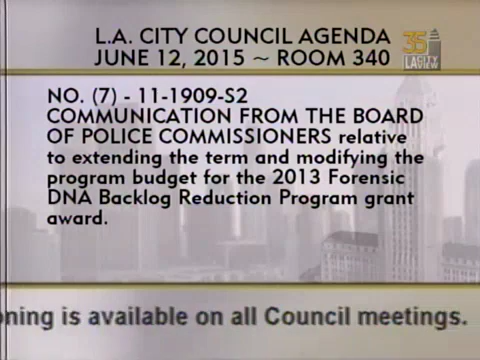 L.A. CITY COUNCIL AGENDA
JUNE 12, 2015 ~ ROOM 340
35
LA CITY
VIEW
NO. (7) - 11-1909-S2
COMMUNICATION FROM THE BOARD
OF POLICE COMMISSIONERS relative
to extending the term and modifying the
program budget for the 2013 Forensic
DNA Backlog Reduction Program grant
award.
is available on all Council meetings.